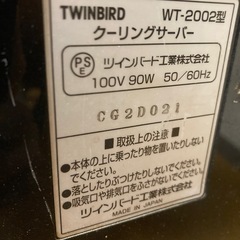 TWINBIRD WT-2002型
クーリングサーバー
PSE ツインバード工業株式会社
100V 90W 50/60Hz
CG2D021
■取扱上の注意■
●本体の上に乗ったり物を置いたりしない
でください。
●落としたりぶつけたりしないでください。
●吸気口や排気口をふさがないでください。
ツインバード工業株式会社
MADE IN JAPAN